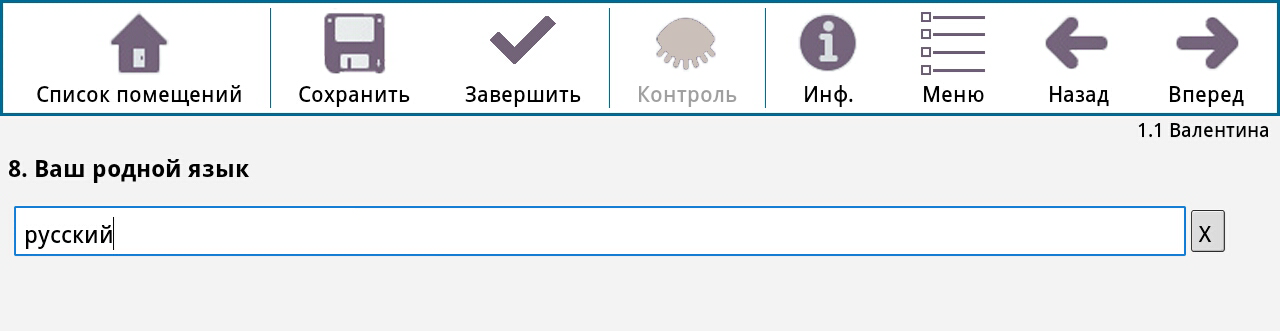 Список помещений Сохранить Завершить Контроль Инф. Меню Назад Вперед
1.1 Валентина
8. Ваш родной язык
русский X